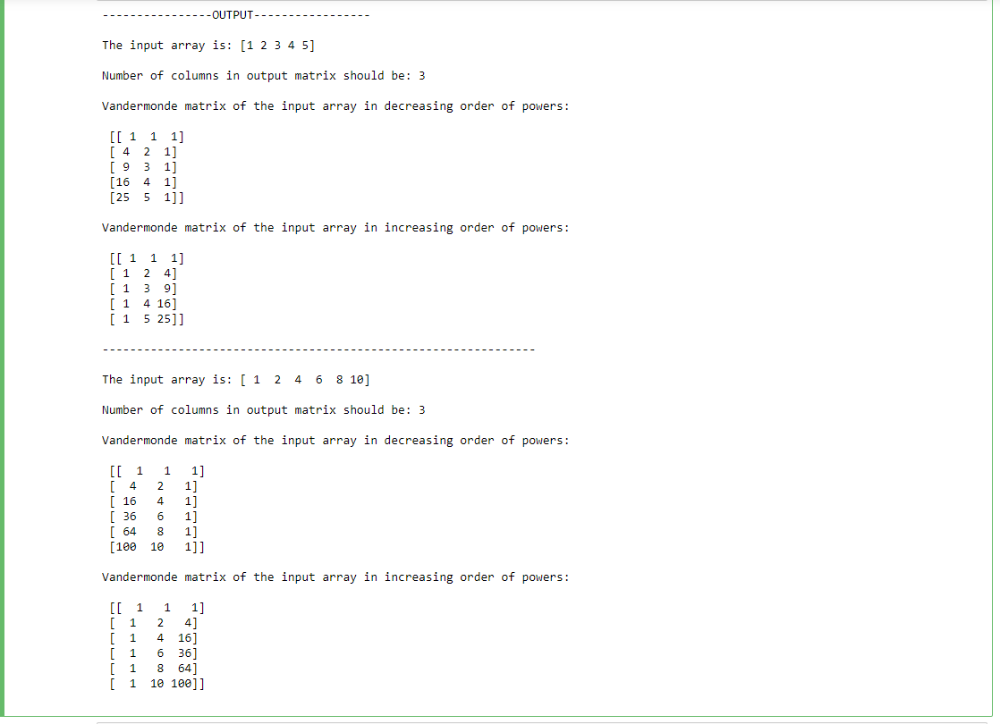 ----------------OUTPUT-----------------
The input array is: [1 2 3 4 5]
Number of columns in output matrix should be: 3
Vandermonde matrix of the input array in decreasing order of powers:
[[ 1  1  1]
[ 4  2  1]
[ 9  3  1]
[16  4  1]
[25  5  1]]
Vandermonde matrix of the input array in increasing order of powers:
[[ 1  1  1]
[ 1  2  4]
[ 1  3  9]
[ 1  4 16]
[ 1  5 25]]
---------------------------------------------------------------
The input array is: [ 1  2  4  6  8 10]
Number of columns in output matrix should be: 3
Vandermonde matrix of the input array in decreasing order of powers:
[[  1   1   1]
[  4   2   1]
[ 16   4   1]
[ 36   6   1]
[ 64   8   1]
[100  10   1]]
Vandermonde matrix of the input array in increasing order of powers:
[[  1   1   1]
[  1   2   4]
[  1   4  16]
[  1   6  36]
[  1   8  64]
[  1  10 100]]